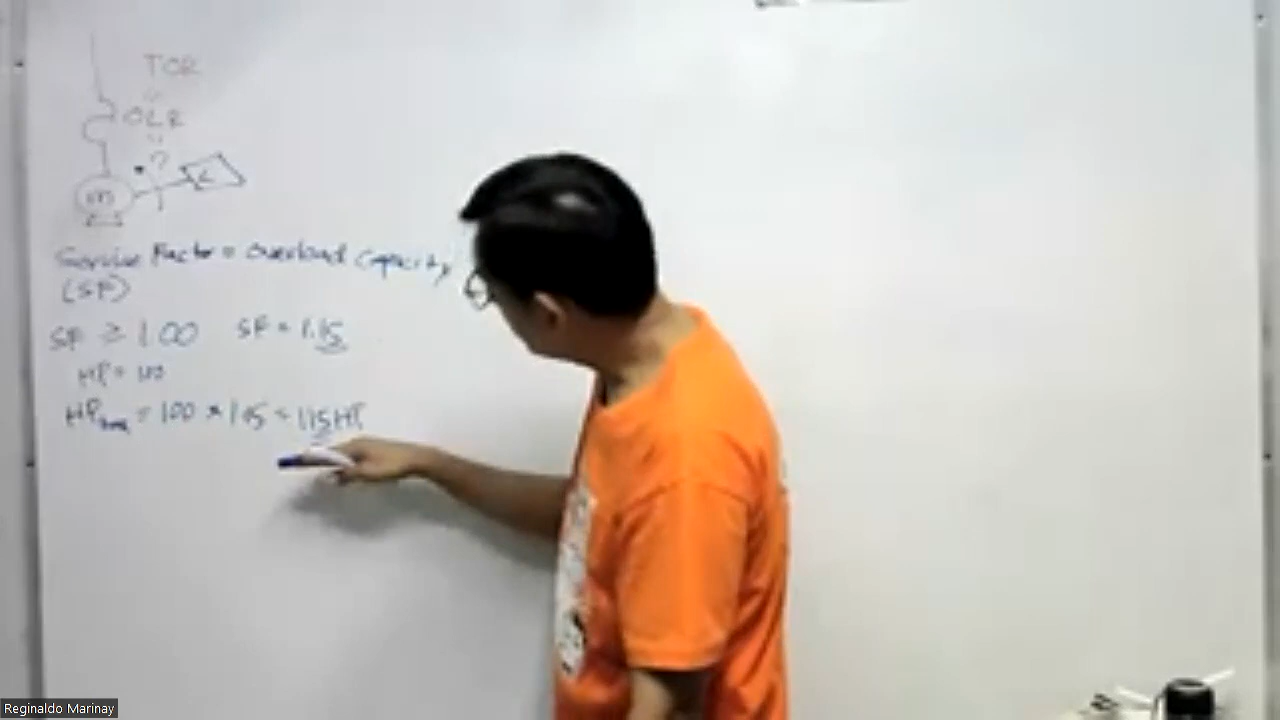 TOR
"
OLR
"
?
M
L
Service Factor = overload capacity
(SF)
SF ≥ 1.00 SF = 1.15
HP = 100
HPmax = 100 x 1.15 = 115HP
Reginaldo Marinay